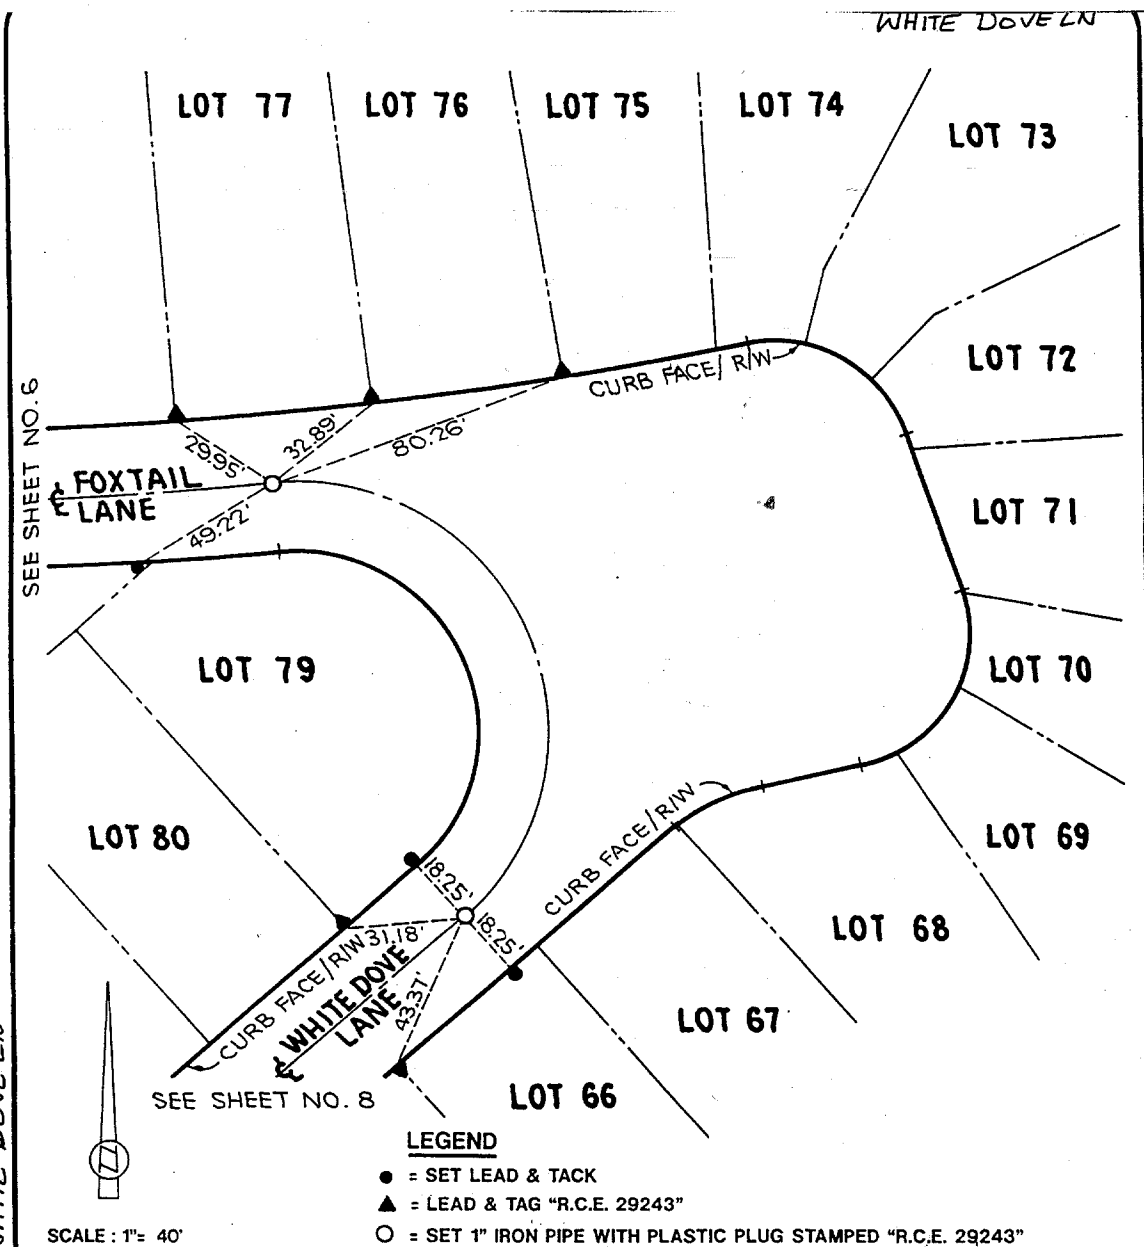 WHITE DOVE LN
LOT 77
LOT 76
LOT 75
LOT 74
LOT 73
LOT 72
CURB FACE/ R/W
SEE SHEET NO. 6
29.95'
32.89'
80.26'
℄ FOXTAIL
LANE
49.22'
LOT 71
LOT 79
LOT 70
LOT 80
LOT 69
CURB FACE/R/W
18.25'
18.25'
LOT 68
31.18'
CURB FACE/R/W
℄ WHITE DOVE
LANE
43.37'
LOT 67
SEE SHEET NO. 8
LOT 66
WHITE DOVE LN
Z
LEGEND
● = SET LEAD & TACK
▲ = LEAD & TAG "R.C.E. 29243"
SCALE : 1"= 40'
○ = SET 1" IRON PIPE WITH PLASTIC PLUG STAMPED "R.C.E. 29243"